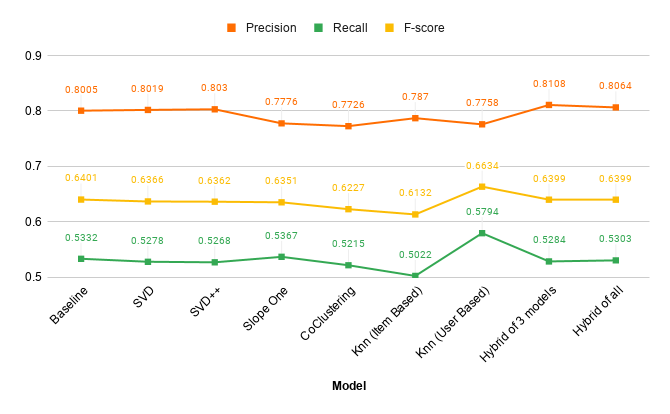 Precision Recall F-score
0.9
0.8
0.7
0.6
0.5
0.8005 0.8019 0.803 0.7776 0.7726 0.787 0.7758 0.8108 0.8064
0.6401 0.6366 0.6362 0.6351 0.6227 0.6132 0.6634 0.6399 0.6399
0.5332 0.5278 0.5268 0.5367 0.5215 0.5022 0.5794 0.5284 0.5303
Baseline
SVD
SVD++
Slope One
CoClustering
Knn (Item Based)
Knn (User Based)
Hybrid of 3 models
Hybrid of all
Model